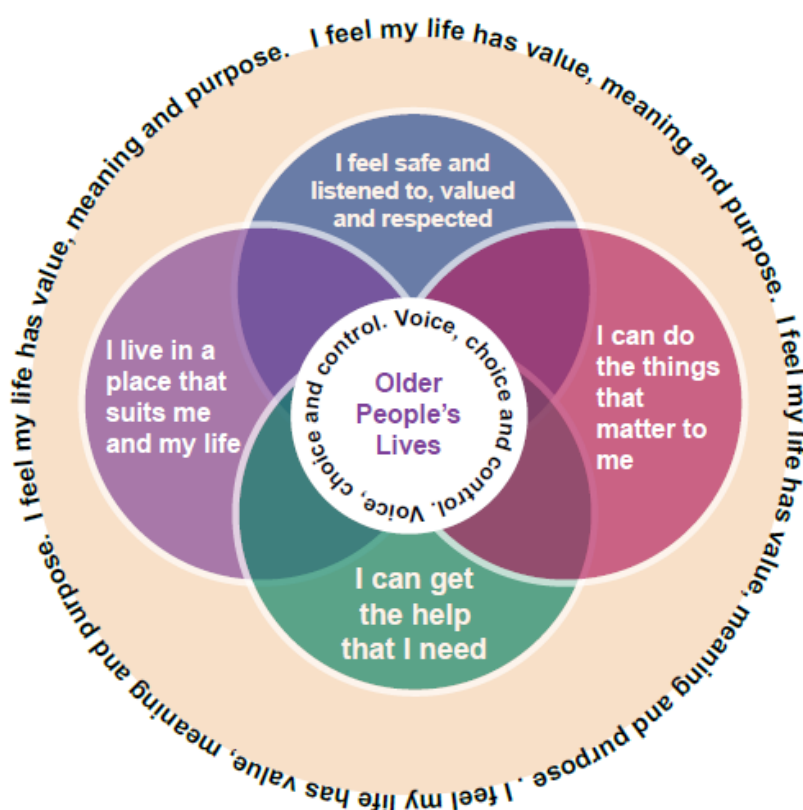 I feel my life has value, meaning and purpose.
I feel my life has value, meaning and purpose.
I feel my life has value, meaning and purpose .
I feel my life has value, meaning and purpose.
I feel safe and
listened to, valued
and respected
I live in a
place that
suits me
and my life
Voice, choice and control.
Voice, choice and control.
Older
People's
Lives
I can do
the things
that
matter to
me
I can get
the help
that I need